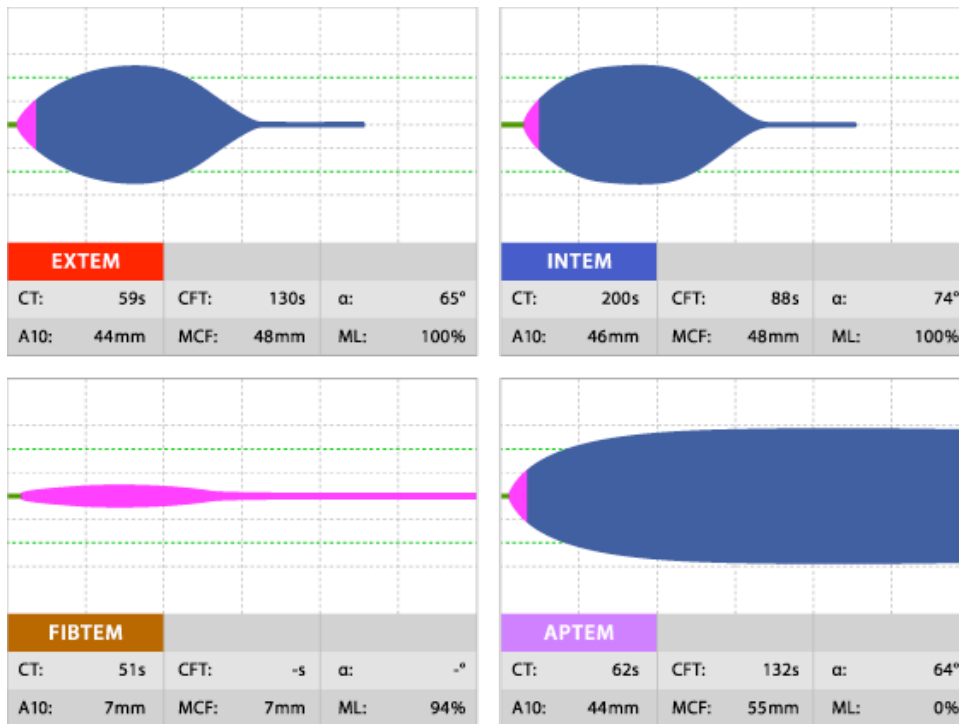 EXTEM
CT: 59s CFT: 130s α: 65°
A10: 44mm MCF: 48mm ML: 100%
INTEM
CT: 200s CFT: 88s α: 74°
A10: 46mm MCF: 48mm ML: 100%
FIBTEM
CT: 51s CFT: -s α: -°
A10: 7mm MCF: 7mm ML: 94%
APTEM
CT: 62s CFT: 132s α: 64°
A10: 44mm MCF: 55mm ML: 0%